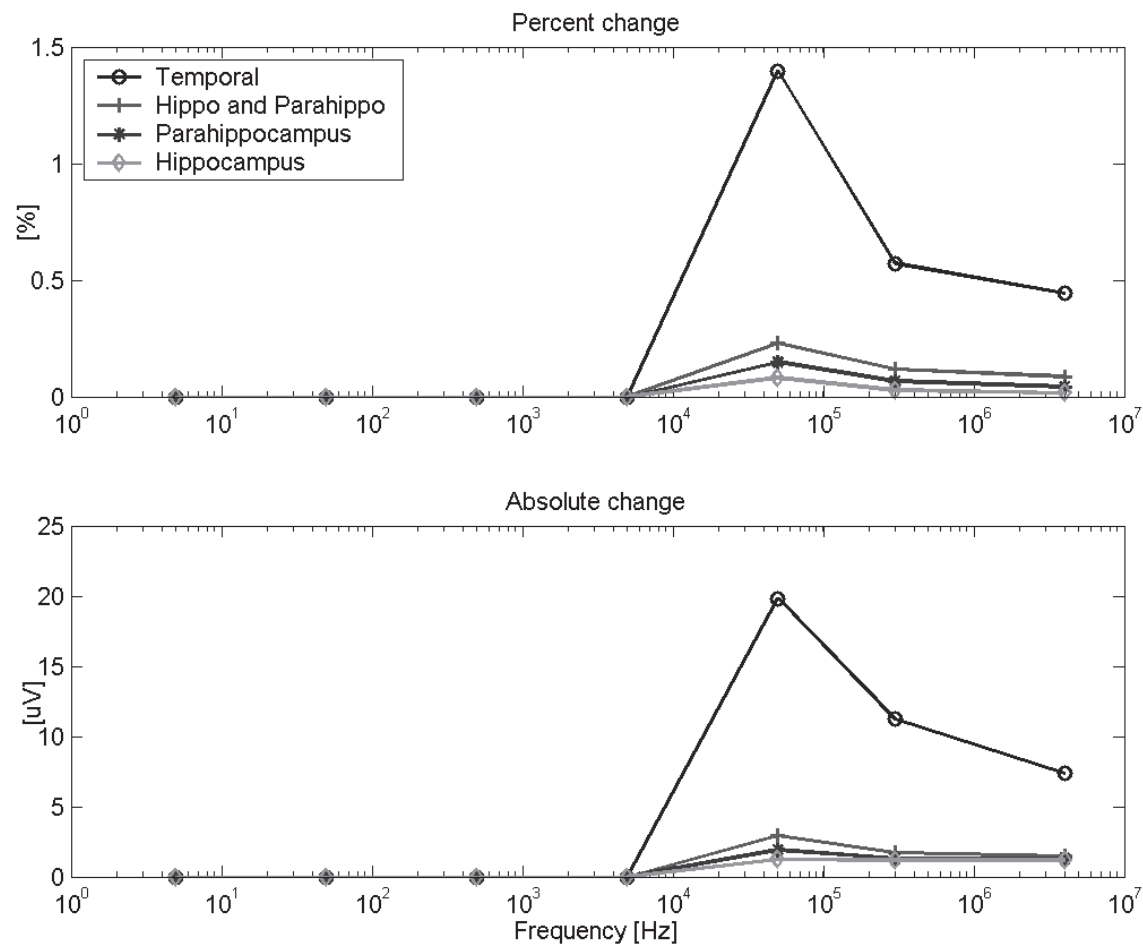 Percent change
1.5
1
0.5
0
[%]
Temporal
Hippo and Parahippo
Parahippocampus
Hippocampus
10^0 10^1 10^2 10^3 10^4 10^5 10^6 10^7
Absolute change
25
20
15
10
5
0
[uV]
10^0 10^1 10^2 10^3 10^4 10^5 10^6 10^7
Frequency [Hz]